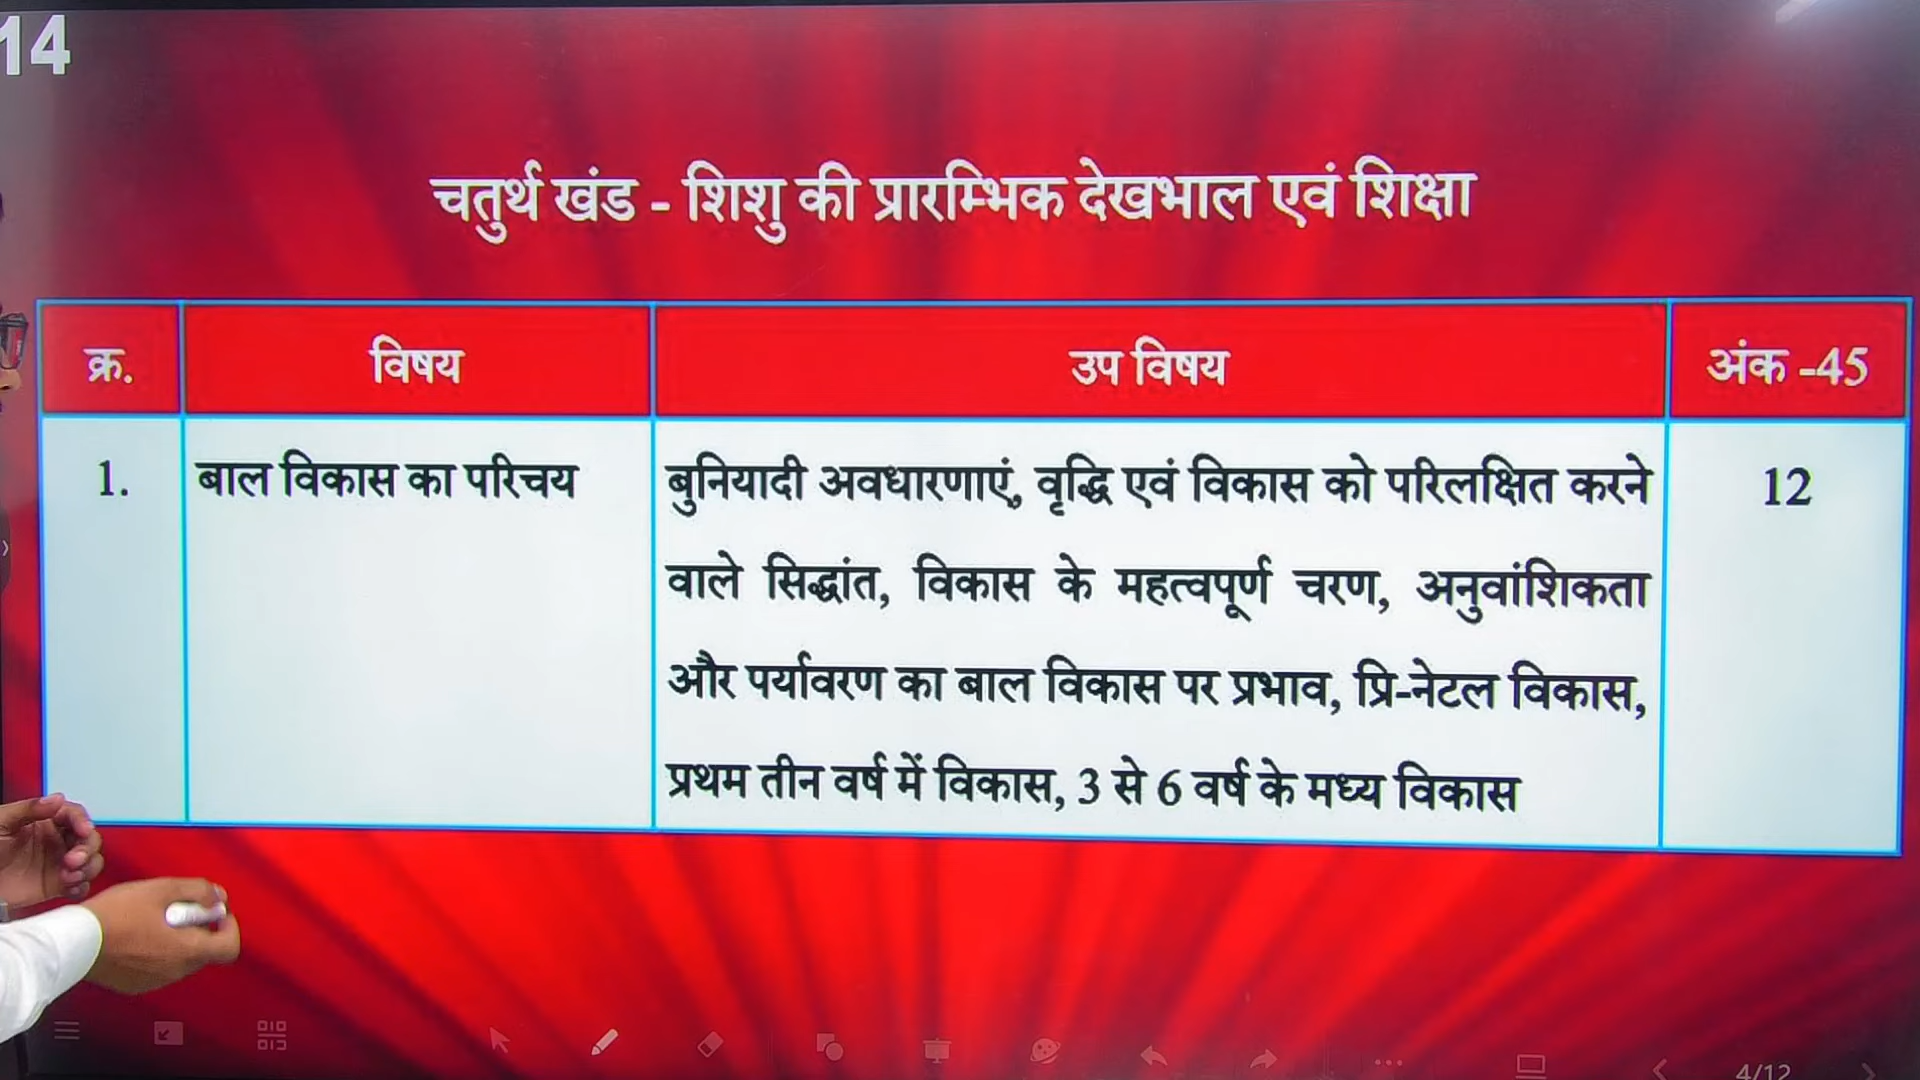 14
चतुर्थ खंड - शिशु की प्रारम्भिक देखभाल एवं शिक्षा
क्र. विषय उप विषय अंक -45
1. बाल विकास का परिचय बुनियादी अवधारणाएं, वृद्धि एवं विकास को परिलक्षित करने 12
वाले सिद्धांत, विकास के महत्वपूर्ण चरण, अनुवांशिकता
और पर्यावरण का बाल विकास पर प्रभाव, प्रि-नेटल विकास,
प्रथम तीन वर्ष में विकास, 3 से 6 वर्ष के मध्य विकास
4/12